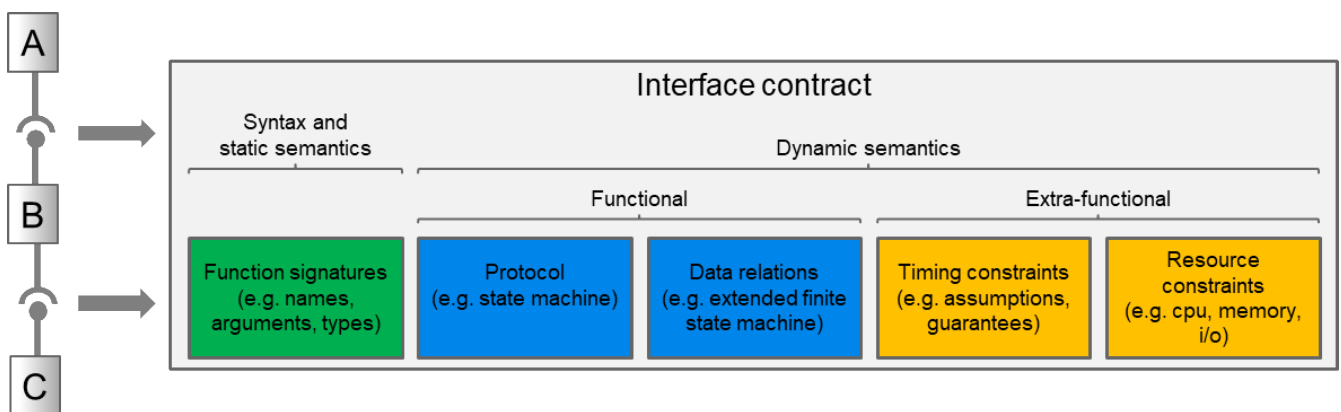 A
B
C
Interface contract
Syntax and
static semantics
Dynamic semantics
Functional
Extra-functional
Function signatures
(e.g. names,
arguments, types)
Protocol
(e.g. state machine)
Data relations
(e.g. extended finite
state machine)
Timing constraints
(e.g. assumptions,
guarantees)
Resource
constraints
(e.g. cpu, memory,
i/o)